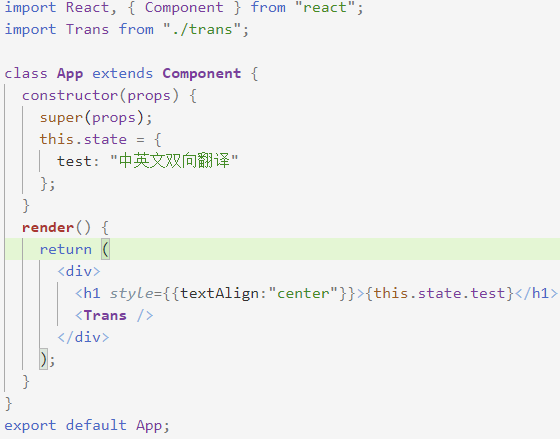 import React, { Component } from "react";
import Trans from "./trans";
class App extends Component {
constructor(props) {
super(props);
this.state = {
test: "中英文双向翻译"
};
}
render() {
return (
<div>
<h1 style={{textAlign:"center"}}>{this.state.test}</h1>
<Trans />
</div>
);
}
}
export default App;